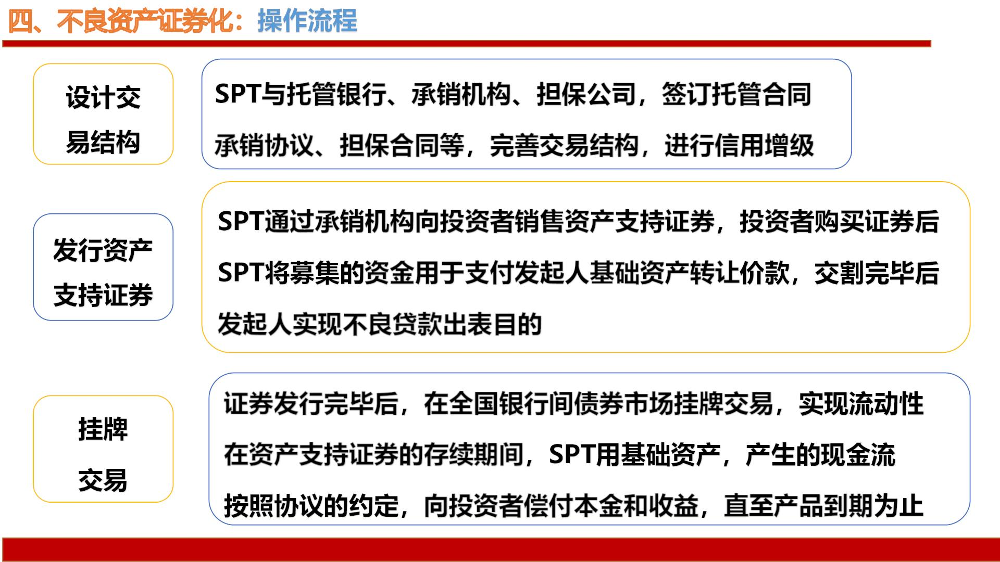 四、不良资产证券化：操作流程
设计交
易结构
SPT与托管银行、承销机构、担保公司，签订托管合同
承销协议、担保合同等，完善交易结构，进行信用增级
发行资产
支持证券
SPT通过承销机构向投资者销售资产支持证券，投资者购买证券后
SPT将募集的资金用于支付发起人基础资产转让价款，交割完毕后
发起人实现不良贷款出表目的
挂牌
交易
证券发行完毕后，在全国银行间债券市场挂牌交易，实现流动性
在资产支持证券的存续期间，SPT用基础资产，产生的现金流
按照协议的约定，向投资者偿付本金和收益，直至产品到期为止